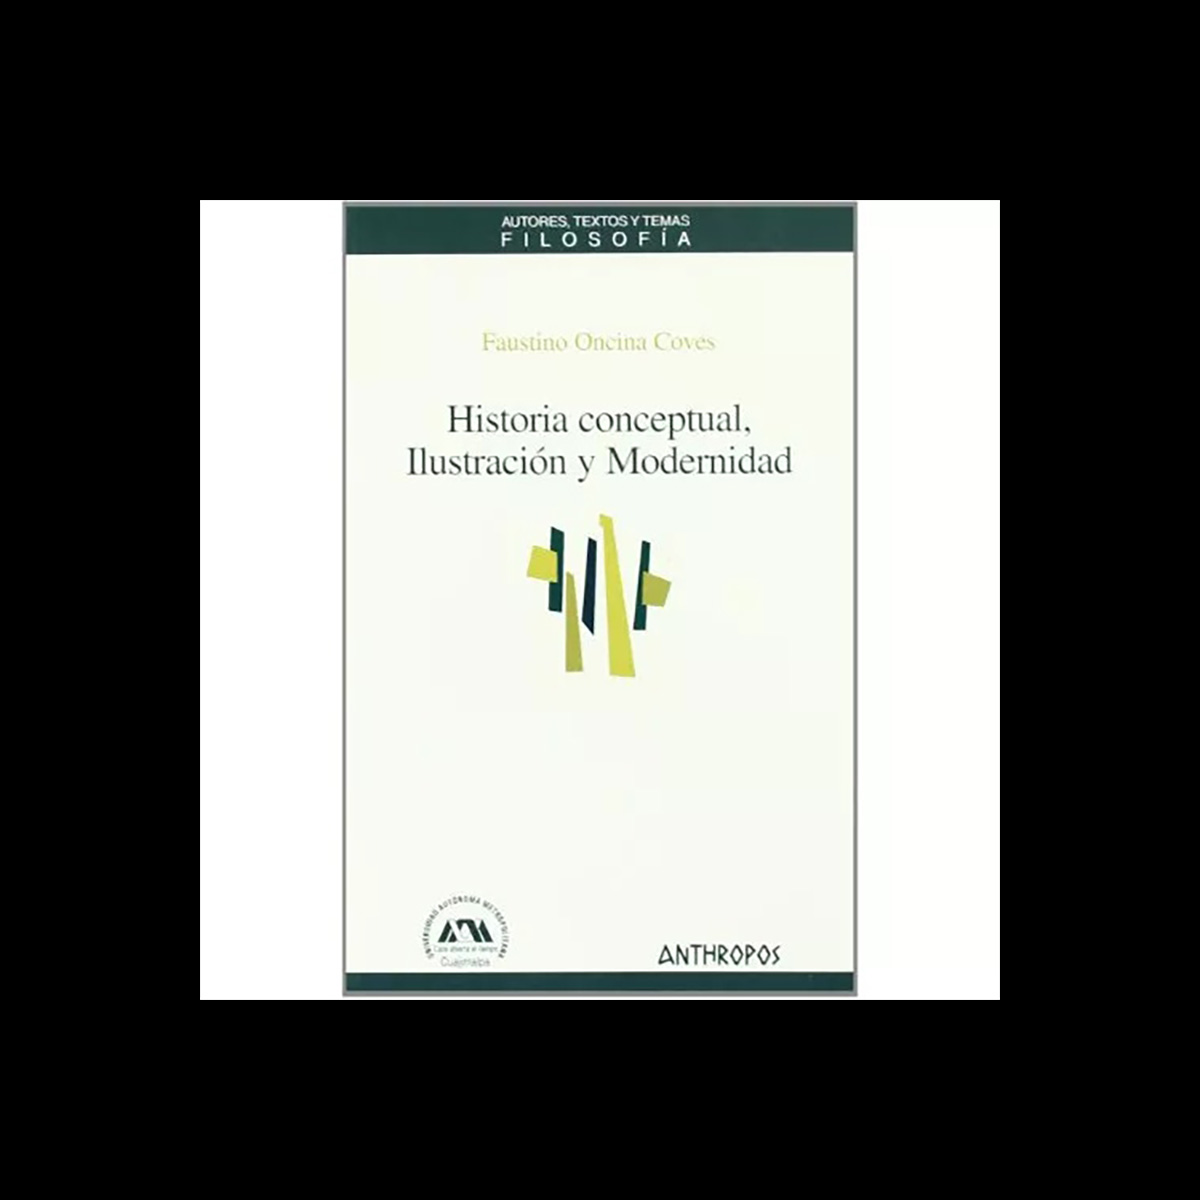 AUTORES, TEXTOS Y TEMAS
FILOSOFÍA
Faustino Oncina Coves
Historia conceptual,
Ilustración y Modernidad
UNIVERSIDAD AUTÓNOMA METROPOLITANA
Casa abierta al tiempo
Cuajimalpa
ANTHROPOS